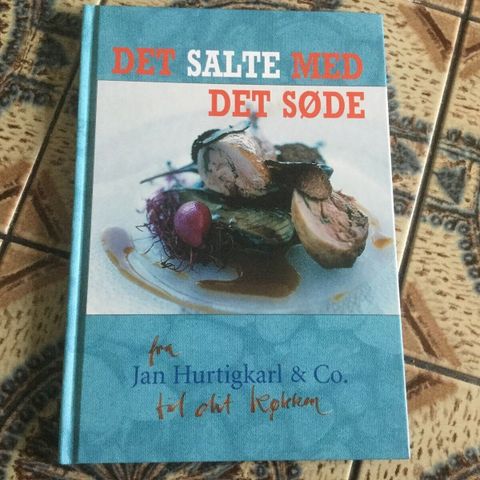 DET SALTE MED
DET SØDE
fra
Jan Hurtigkarl & Co.
til dit køkken